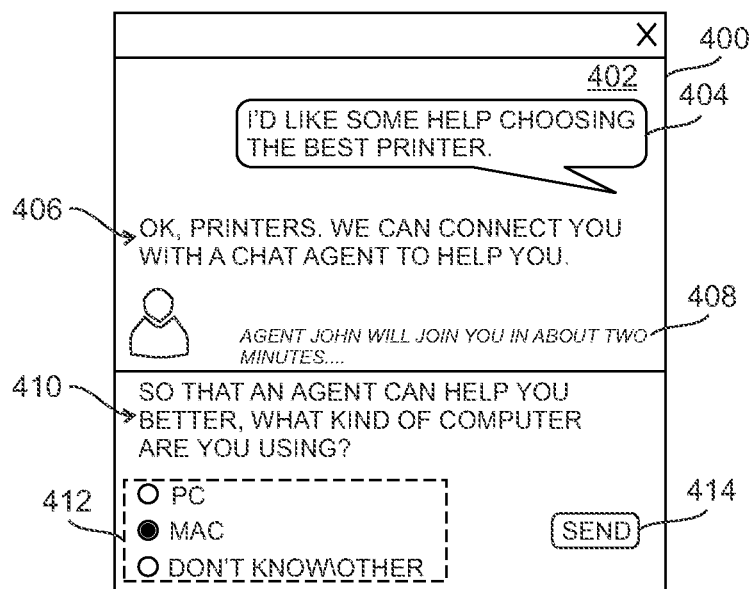 X
400
402
404
I'D LIKE SOME HELP CHOOSING
THE BEST PRINTER.
406
OK, PRINTERS. WE CAN CONNECT YOU
WITH A CHAT AGENT TO HELP YOU.
408
AGENT JOHN WILL JOIN YOU IN ABOUT TWO
MINUTES....
410
SO THAT AN AGENT CAN HELP YOU
BETTER, WHAT KIND OF COMPUTER
ARE YOU USING?
412
PC
MAC
DON'T KNOW\OTHER
SEND
414